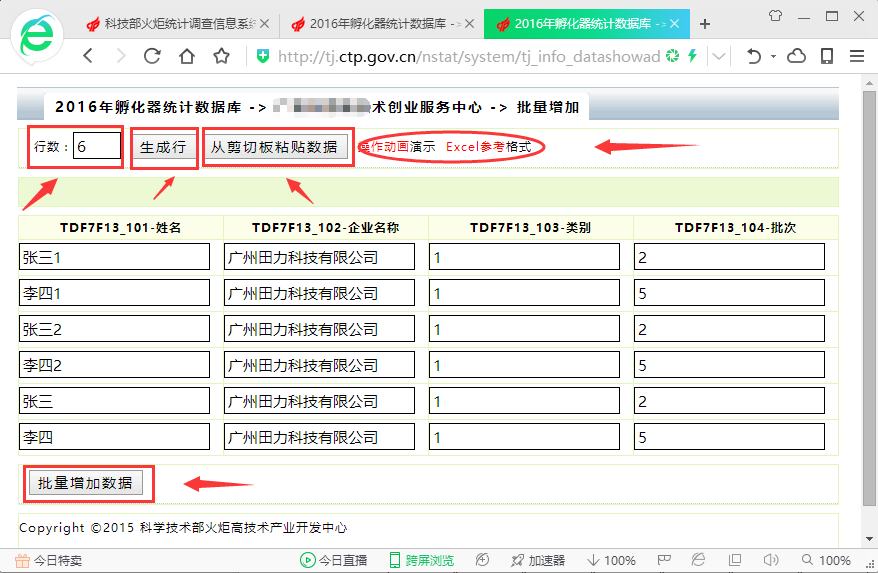 科技部火炬统计调查信息系统
2016年孵化器统计数据库 ->
2016年孵化器统计数据库 ->
http://tj.ctp.gov.cn/nstat/system/tj_info_datashowad
2016年孵化器统计数据库 -> 术创业服务中心 -> 批量增加
行数：6 生成行 从剪切板粘贴数据 操作动画演示 Excel参考格式
TDF7F13_101-姓名 TDF7F13_102-企业名称 TDF7F13_103-类别 TDF7F13_104-批次
张三1 广州田力科技有限公司 1 2
李四1 广州田力科技有限公司 1 5
张三2 广州田力科技有限公司 1 2
李四2 广州田力科技有限公司 1 5
张三 广州田力科技有限公司 1 2
李四 广州田力科技有限公司 1 5
批量增加数据
Copyright ©2015 科学技术部火炬高技术产业开发中心
今日特卖 今日直播 跨屏浏览 加速器 100% 100%